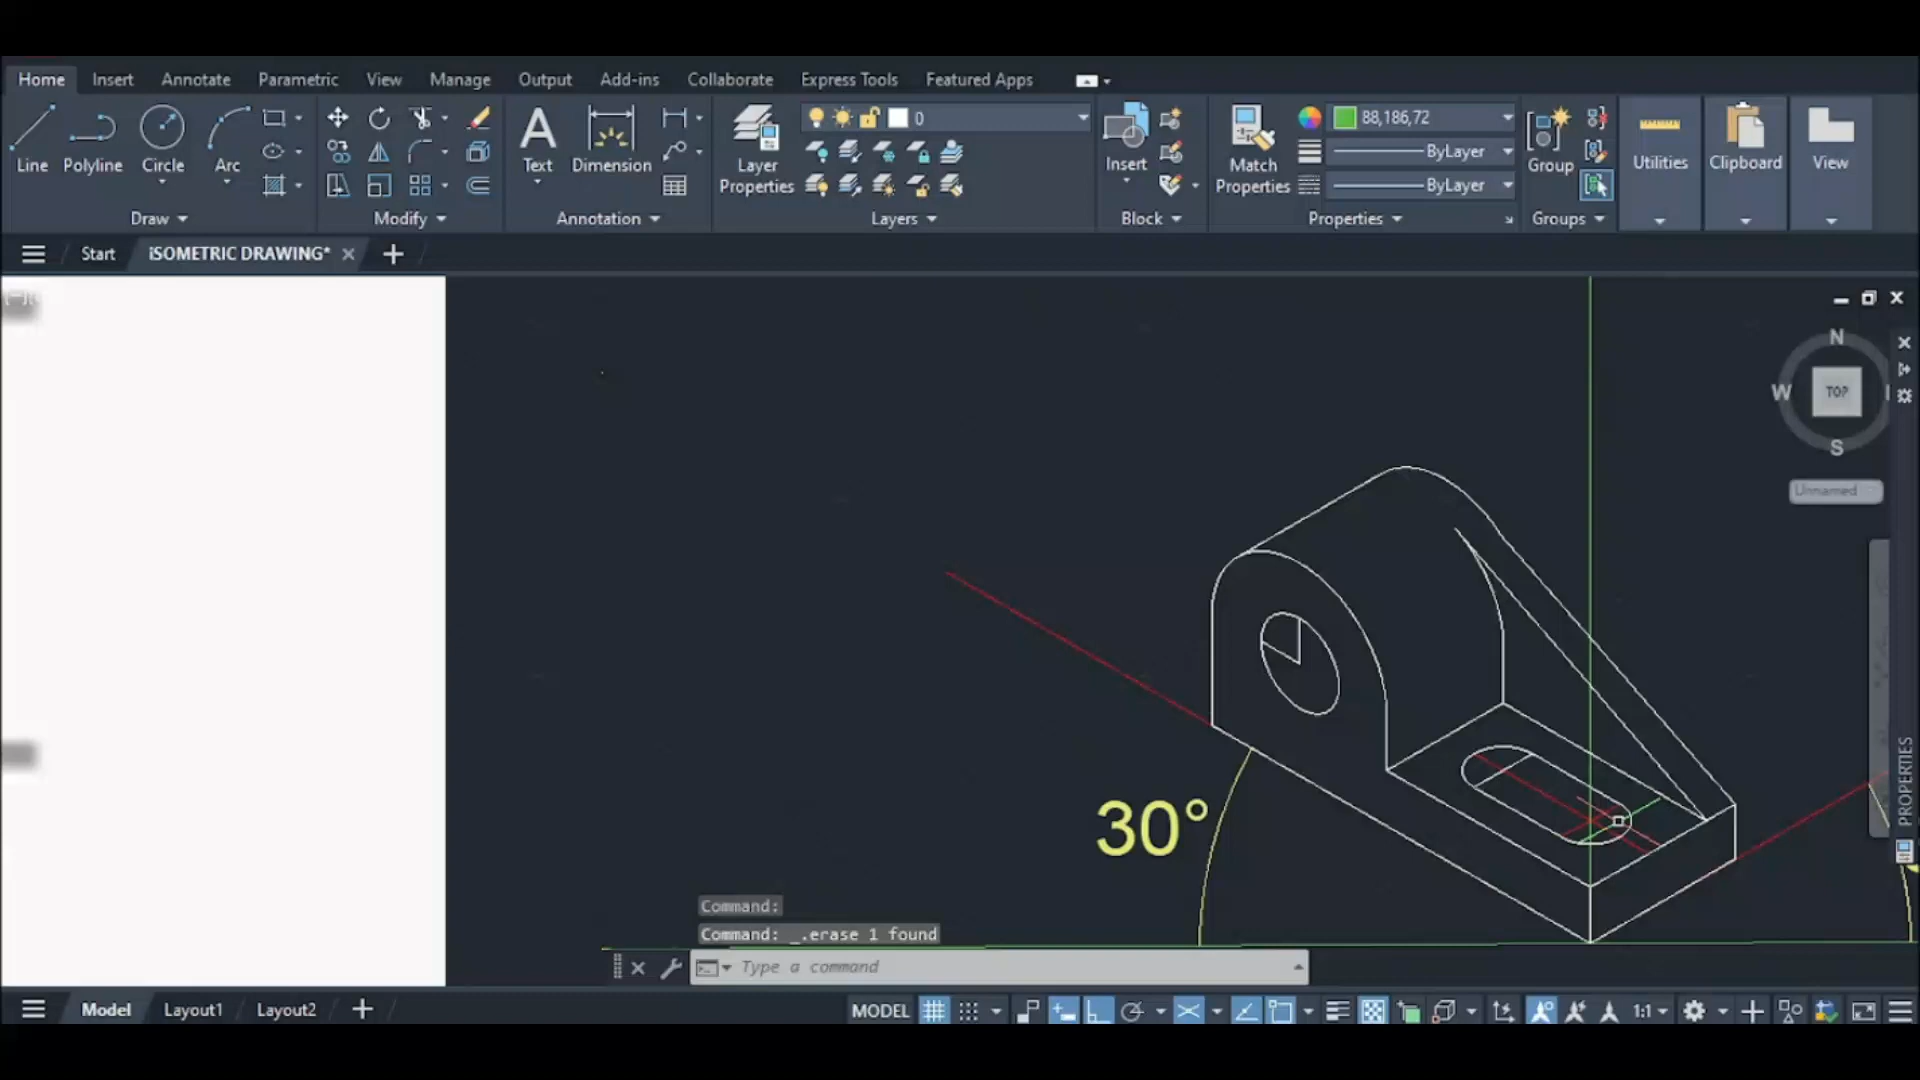 Home Insert Annotate Parametric View Manage Output Add-ins Collaborate Express Tools Featured Apps
0
88,186,72
ByLayer
ByLayer
Line Polyline Circle Arc
Text Dimension
Layer Properties
Insert
Match Properties
Group
Utilities Clipboard View
Draw Modify Annotation Layers Block Properties Groups
Start iSOMETRIC DRAWING*
N
W TOP
S
Unnamed
PROPERTIES
30°
Command:
Command: _.erase 1 found
Type a command
Model Layout1 Layout2
MODEL 1:1